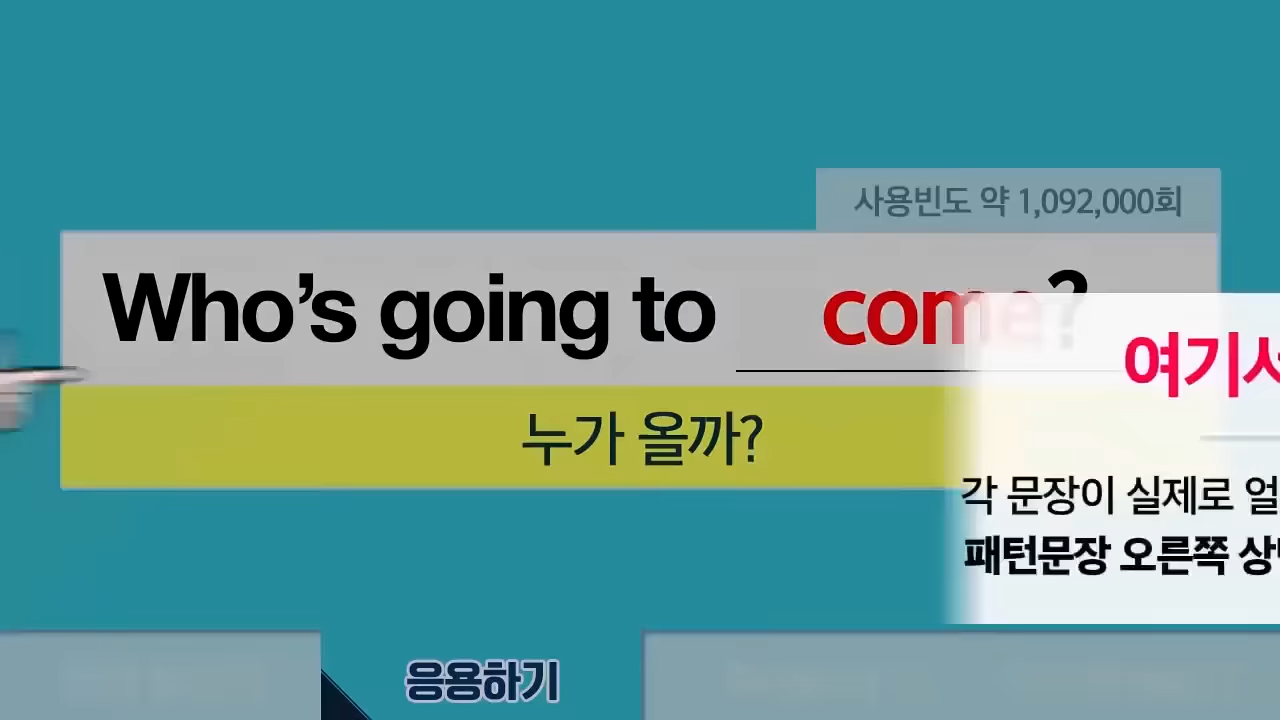 사용빈도 약 1,092,000회
Who's going to come?
누가 올까?
여기서
각 문장이 실제로 얼
패턴문장 오른쪽 상단
응용하기